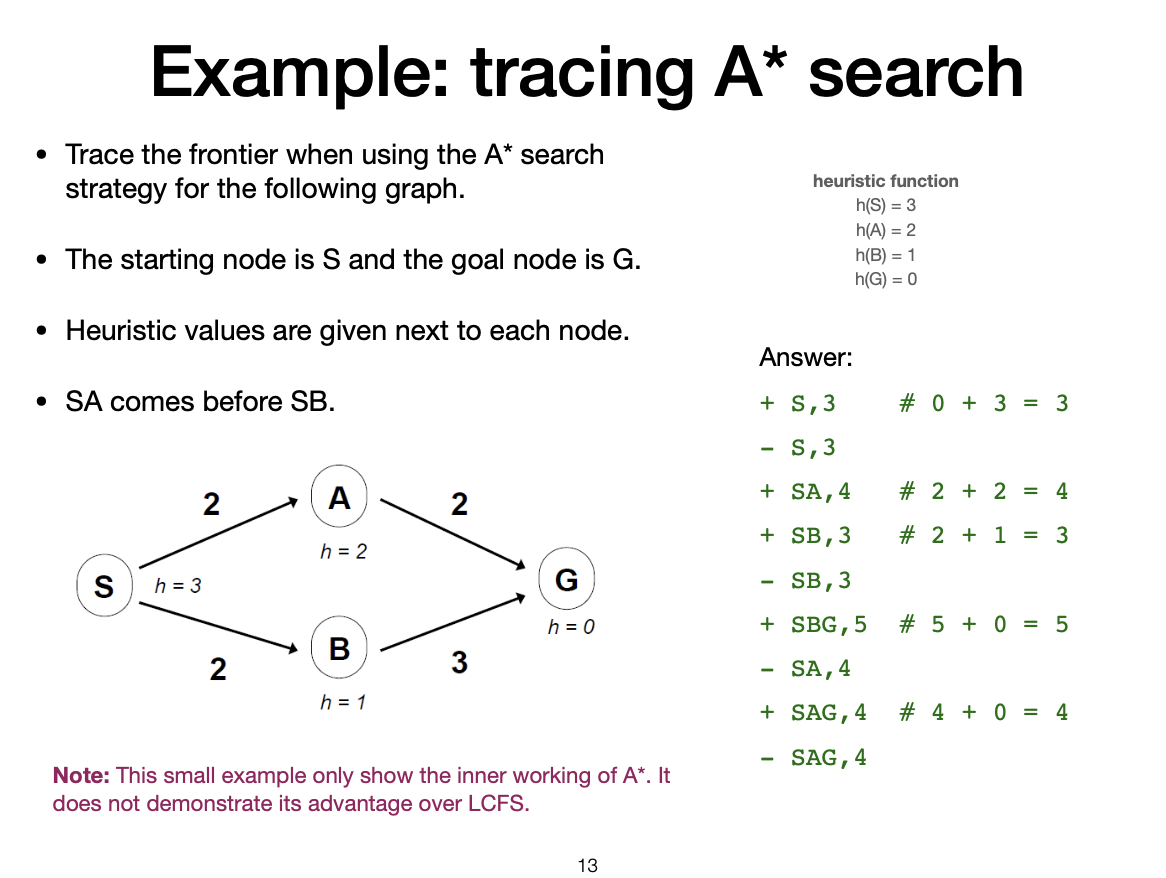 Example: tracing A* search
• Trace the frontier when using the A* search
strategy for the following graph.
• The starting node is S and the goal node is G.
• Heuristic values are given next to each node.
• SA comes before SB.
heuristic function
h(S) = 3
h(A) = 2
h(B) = 1
h(G) = 0
Answer:
+ S,3 # 0 + 3 = 3
- S,3
+ SA,4 # 2 + 2 = 4
+ SB,3 # 2 + 1 = 3
- SB,3
+ SBG,5 # 5 + 0 = 5
- SA,4
+ SAG,4 # 4 + 0 = 4
- SAG,4
2
A
2
h = 2
S
h = 3
G
h = 0
B
2
3
h = 1
Note: This small example only show the inner working of A*. It
does not demonstrate its advantage over LCFS.
13